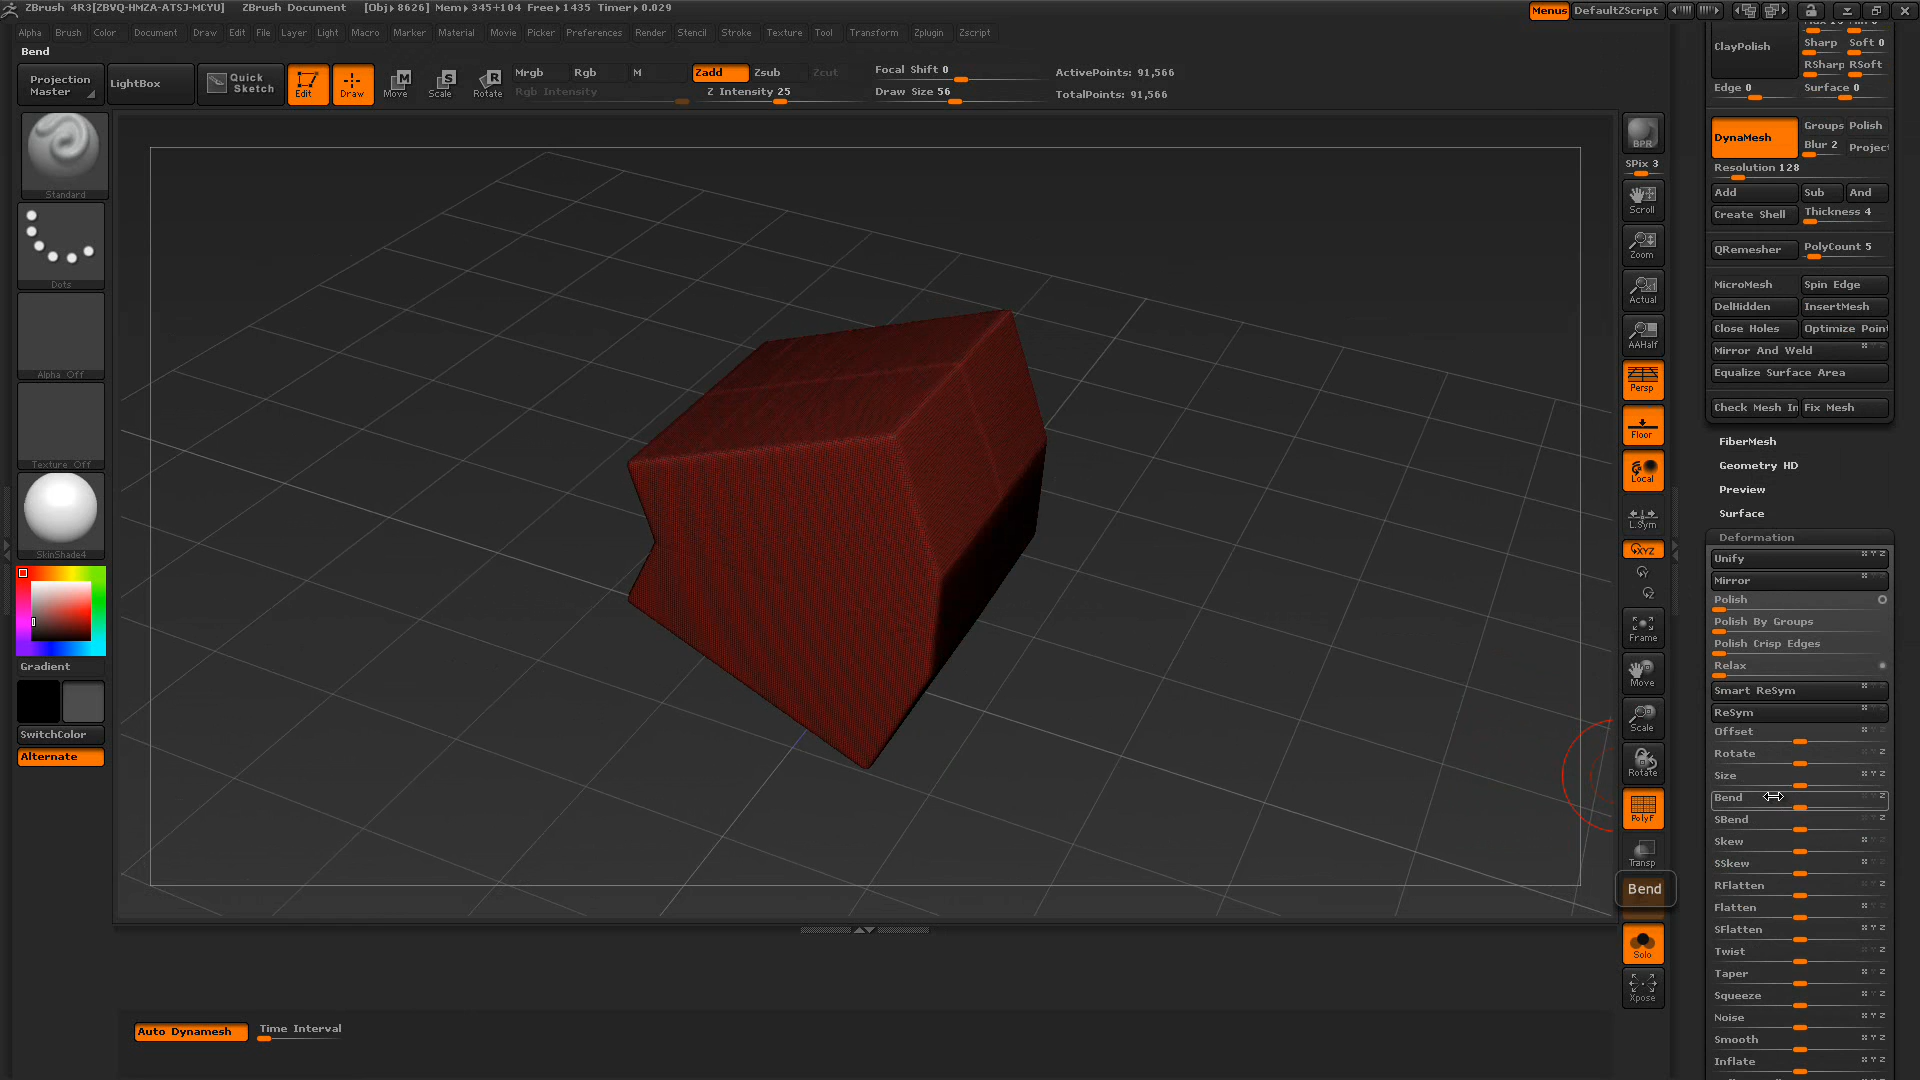 ZBrush 4R3[ZBVQ-HMZA-ATSJ-MCYU] ZBrush Document [Obj▸ 8626] Mem▸345+104 Free▸1435 Timer▸0.029 Menus DefaultZScript
Alpha Brush Color Document Draw Edit File Layer Light Macro Marker Material Movie Picker Preferences Render Stencil Stroke Texture Tool Transform Zplugin Zscript
Bend
Projection Master
LightBox
Quick Sketch
Edit
Draw
Move
Scale
Rotate
Mrgb Rgb M
Rgb Intensity
Zadd Zsub Zcut
Z Intensity 25
Focal Shift 0
Draw Size 56
ActivePoints: 91,566
TotalPoints: 91,566
Standard
Dots
Alpha Off
Texture Off
SkinShade4
Gradient
SwitchColor
Alternate
Auto Dynamesh Time Interval
BPR
SPix 3
Scroll
Zoom
Actual
AAHalf
Persp
Floor
Local
L.Sym
XYZ
Y
Z
Frame
Move
Scale
Rotate
PolyF
Transp
Bend
Solo
Xpose
ClayPolish
Sharp Soft 0
RSharp RSoft
Edge 0 Surface 0
DynaMesh
Groups Polish
Blur 2 Project
Resolution 128
Add Sub And
Create Shell Thickness 4
QRemesher PolyCount 5
MicroMesh Spin Edge
DelHidden InsertMesh
Close Holes Optimize Point
Mirror And Weld
Equalize Surface Area
Check Mesh In Fix Mesh
FiberMesh
Geometry HD
Preview
Surface
Deformation
Unify
Mirror
Polish
Polish By Groups
Polish Crisp Edges
Relax
Smart ReSym
ReSym
Offset
Rotate
Size
Bend
SBend
Skew
SSkew
RFlatten
Flatten
SFlatten
Twist
Taper
Squeeze
Noise
Smooth
Inflate